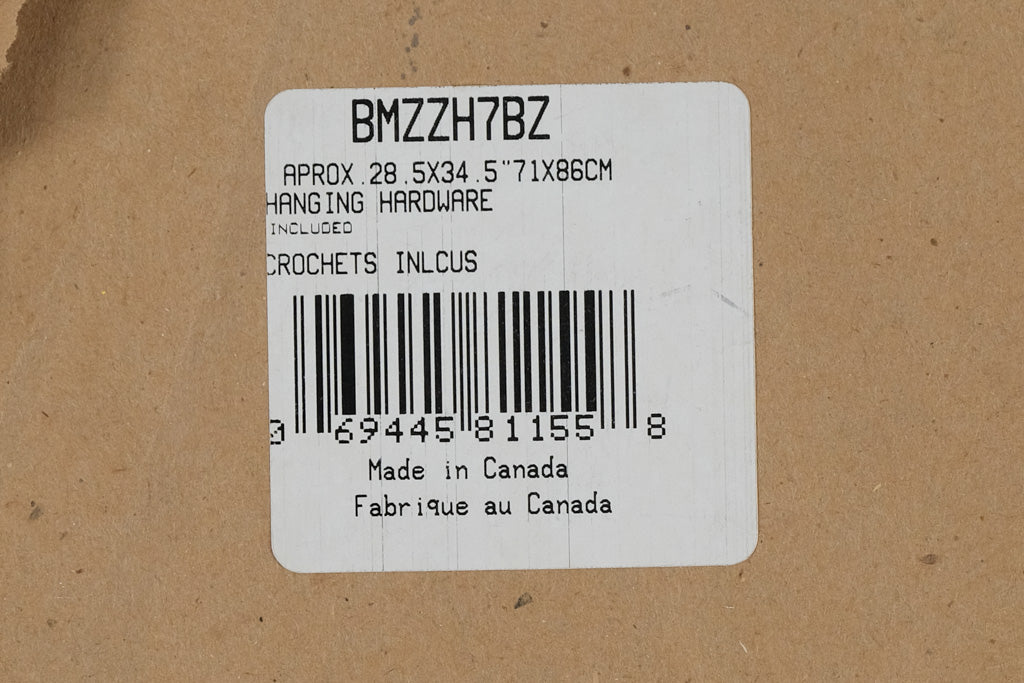 BMZZH7BZ
APROX.28.5X34.5"71X86CM
HANGING HARDWARE
INCLUDED
CROCHETS INLCUS
0 69445 81155 8
Made in Canada
Fabrique au Canada